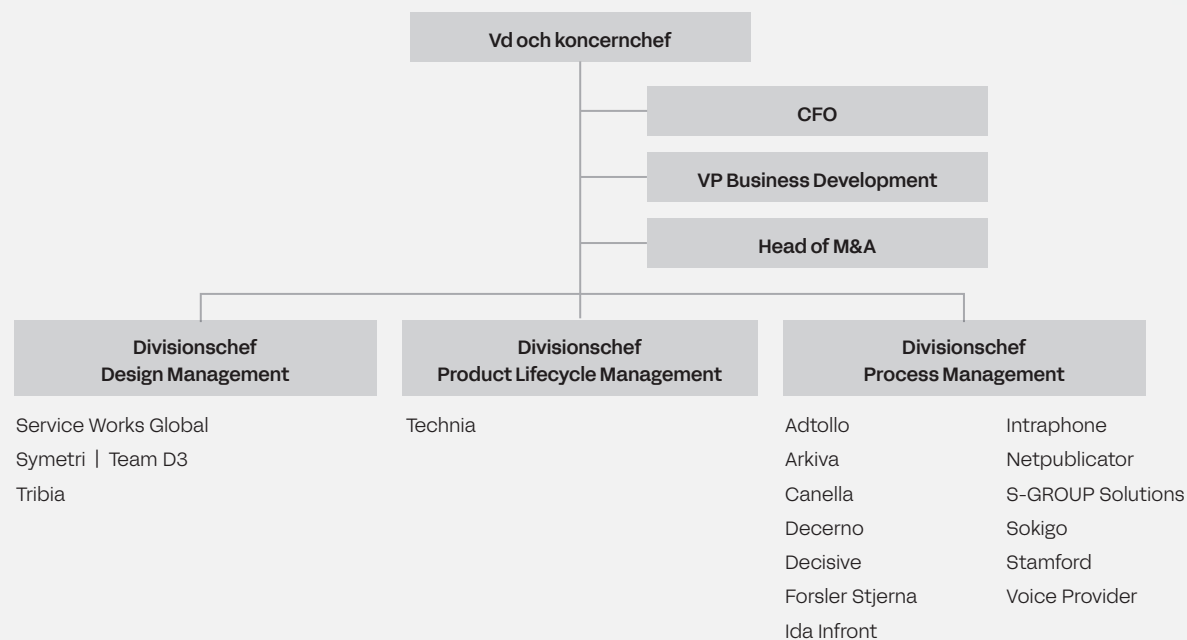 Vd och koncernchef
CFO
VP Business Development
Head of M&A
Divisionschef
Design Management
Service Works Global
Symetri | Team D3
Tribia
Divisionschef
Product Lifecycle Management
Technia
Divisionschef
Process Management
Adtollo
Arkiva
Canella
Decerno
Decisive
Forsler Stjerna
Ida Infront
Intraphone
Netpublicator
S-GROUP Solutions
Sokigo
Stamford
Voice Provider